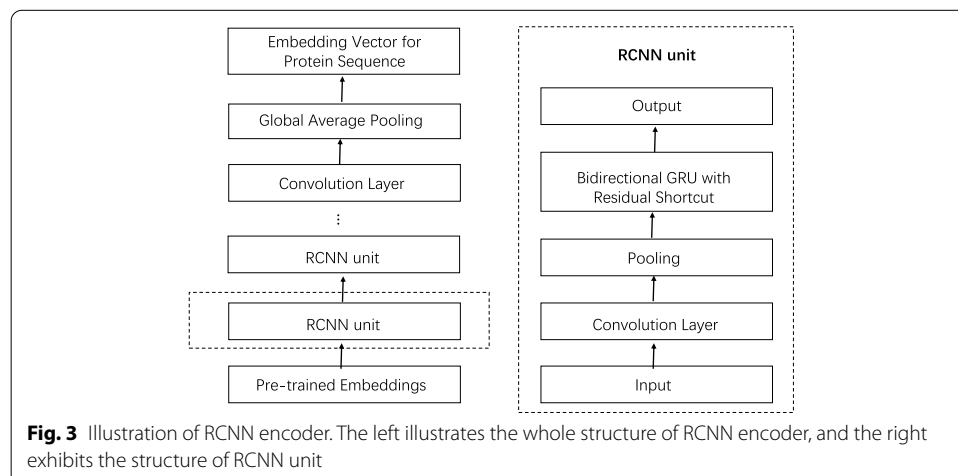 Embedding Vector for
Protein Sequence
Global Average Pooling
Convolution Layer
⋮
RCNN unit
RCNN unit
Pre-trained Embeddings
RCNN unit
Output
Bidirectional GRU with
Residual Shortcut
Pooling
Convolution Layer
Input
Fig. 3 Illustration of RCNN encoder. The left illustrates the whole structure of RCNN encoder, and the right
exhibits the structure of RCNN unit